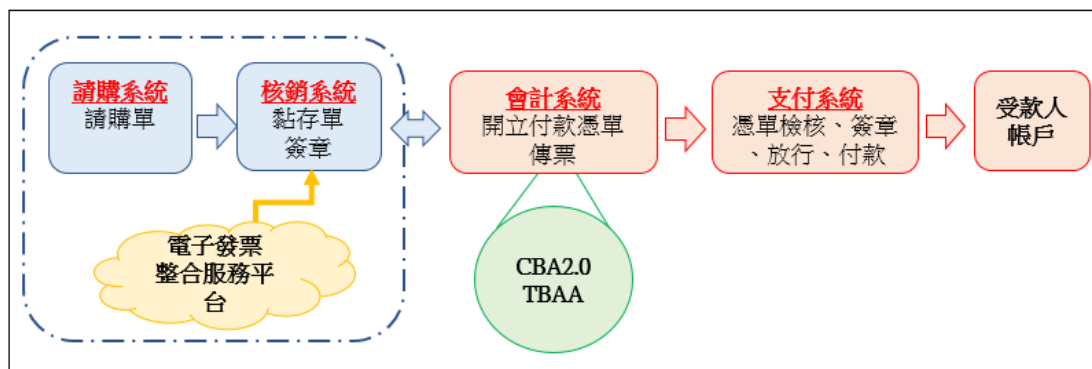 請購系統
請購單
核銷系統
黏存單
簽章
會計系統
開立付款憑單
傳票
支付系統
憑單檢核、簽章
、放行、付款
受款人
帳戶
電子發票
整合服務平
台
CBA2.0
TBAA